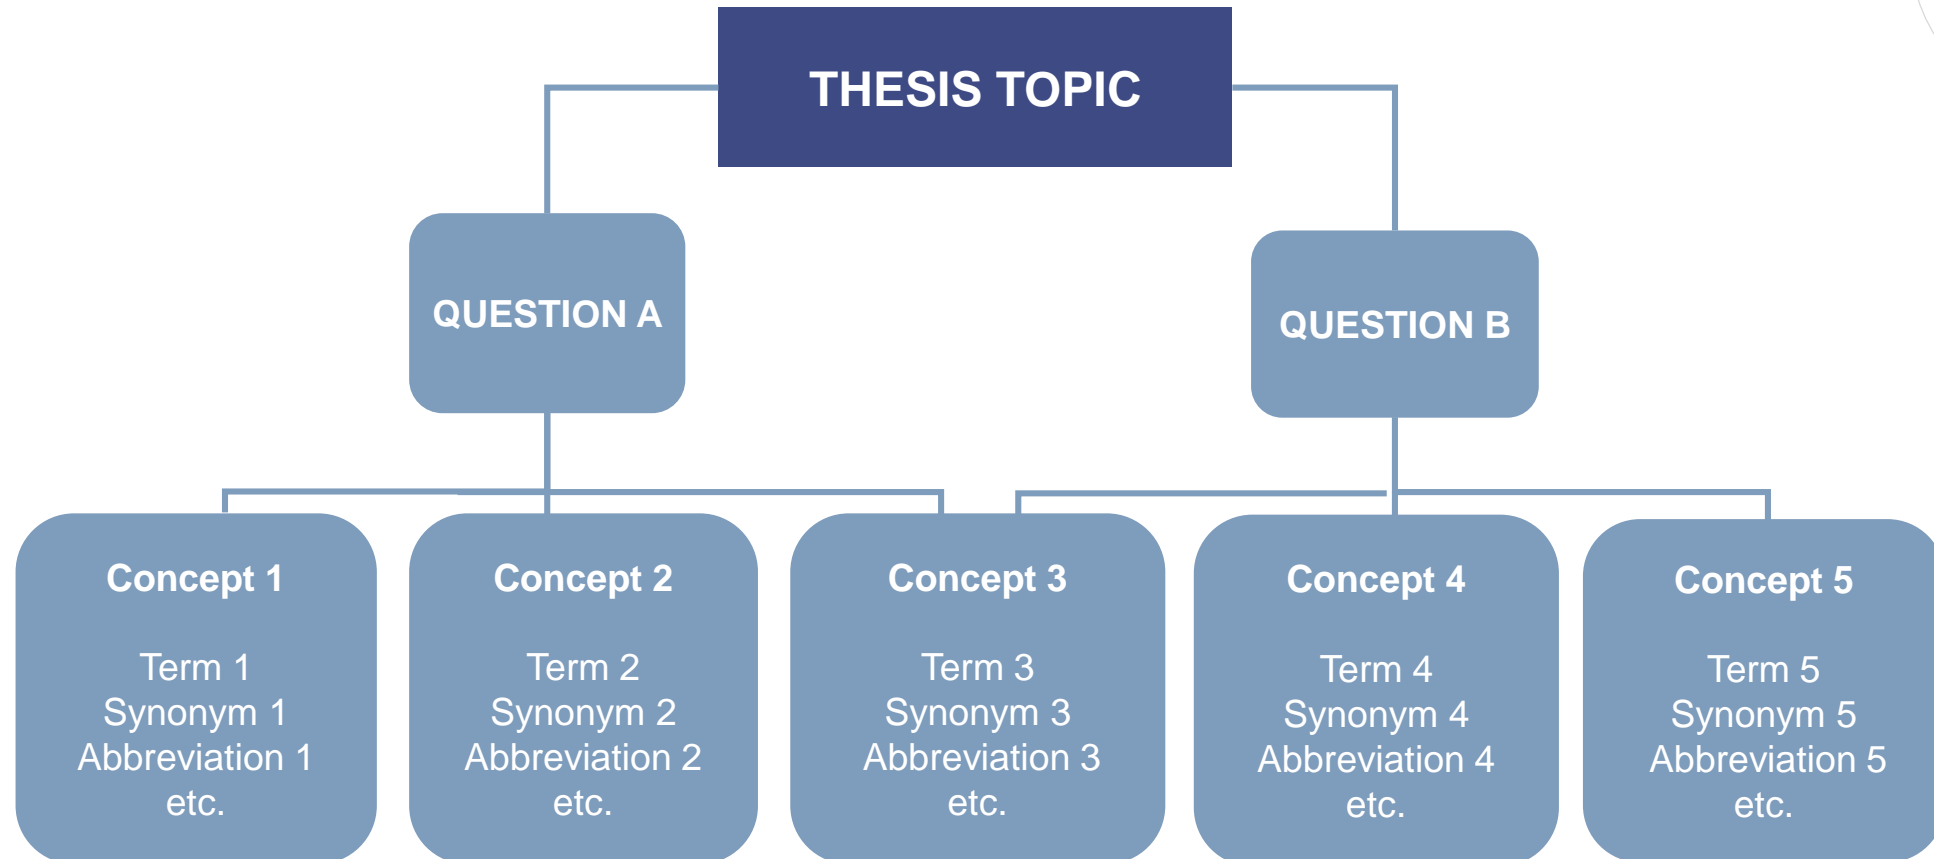 THESIS TOPIC
QUESTION A
QUESTION B
Concept 1
Term 1
Synonym 1
Abbreviation 1
etc.
Concept 2
Term 2
Synonym 2
Abbreviation 2
etc.
Concept 3
Term 3
Synonym 3
Abbreviation 3
etc.
Concept 4
Term 4
Synonym 4
Abbreviation 4
etc.
Concept 5
Term 5
Synonym 5
Abbreviation 5
etc.